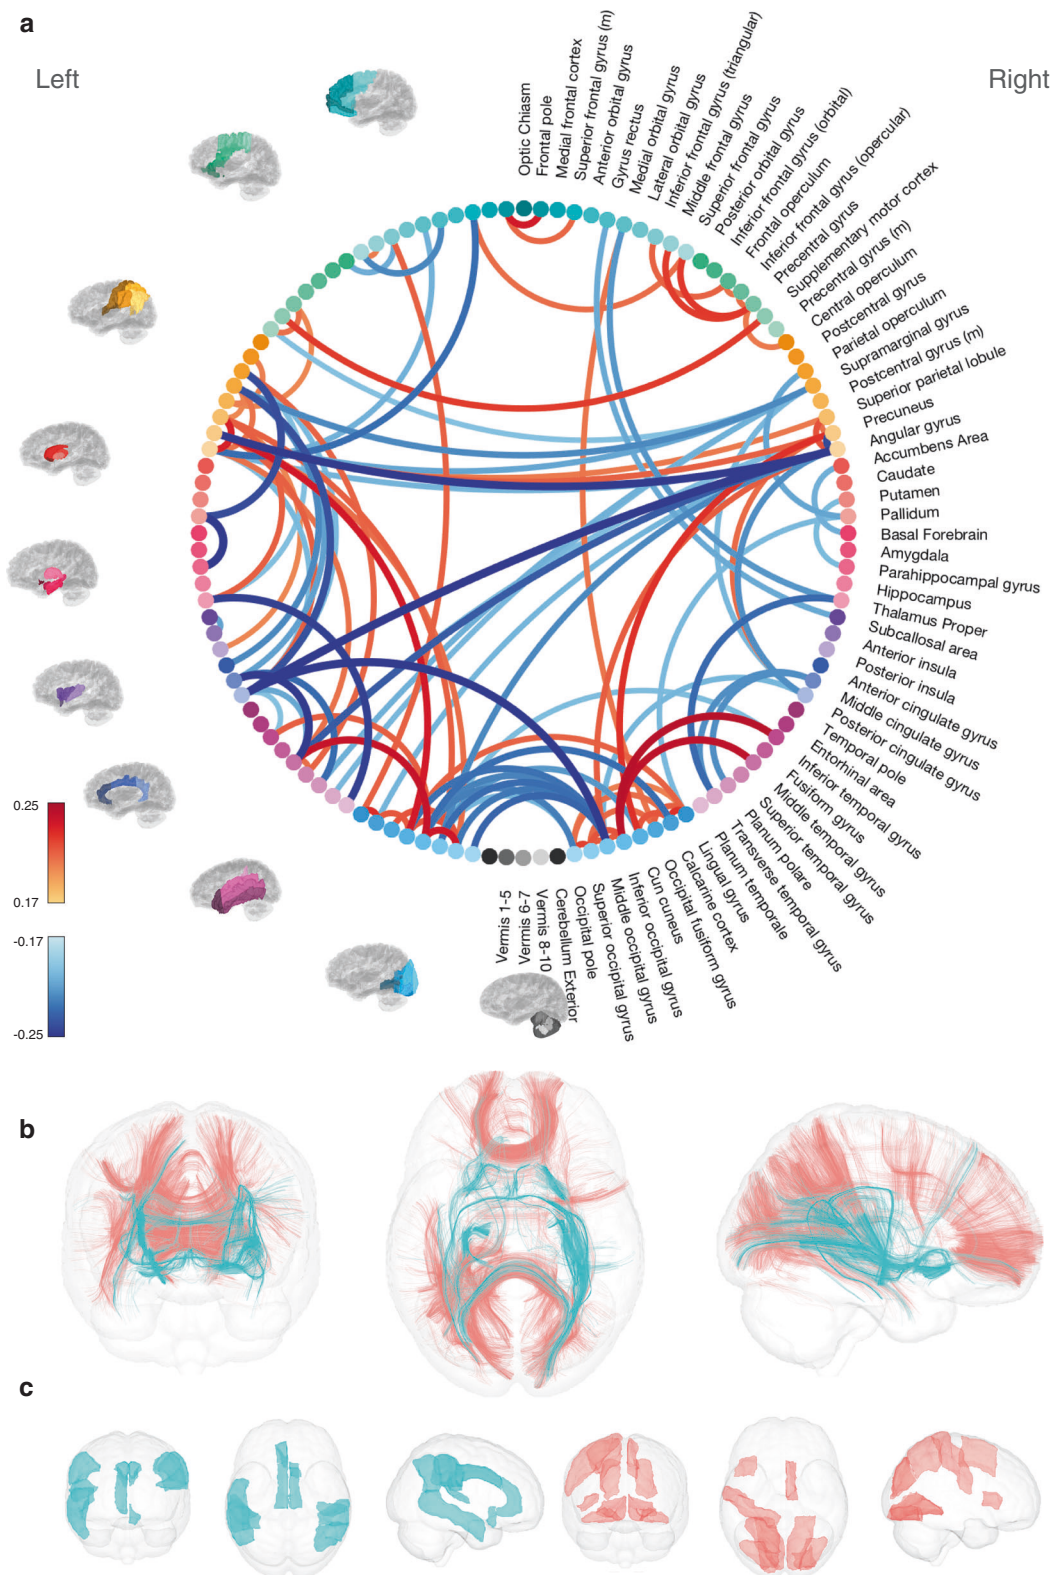 a
Left
Right
Optic Chiasm
Frontal pole
Medial frontal cortex
Superior frontal gyrus (m)
Anterior orbital gyrus
Gyrus rectus
Medial orbital gyrus
Lateral orbital gyrus
Inferior frontal gyrus (triangular)
Middle frontal gyrus
Superior frontal gyrus
Posterior orbital gyrus
Inferior frontal gyrus (orbital)
Frontal operculum
Inferior frontal gyrus (opercular)
Precentral gyrus
Supplementary motor cortex
Precentral gyrus (m)
Central operculum
Postcentral gyrus
Parietal operculum
Supramarginal gyrus
Postcentral gyrus (m)
Superior parietal lobule
Precuneus
Angular gyrus
Accumbens Area
Caudate
Putamen
Pallidum
Basal Forebrain
Amygdala
Parahippocampal gyrus
Hippocampus
Thalamus Proper
Subcallosal area
Anterior insula
Posterior insula
Anterior cingulate gyrus
Middle cingulate gyrus
Posterior cingulate gyrus
Temporal pole
Entorhinal area
Inferior temporal gyrus
Fusiform gyrus
Middle temporal gyrus
Superior temporal gyrus
Planum polare
Transverse temporal gyrus
Planum temporale
Lingual gyrus
Calcarine cortex
Occipital fusiform gyrus
Cun cuneus
Inferior occipital gyrus
Middle occipital gyrus
Superior occipital gyrus
Occipital pole
Cerebellum Exterior
Vermis 8-10
Vermis 6-7
Vermis 1-5
0.25
0.17
-0.17
-0.25
b
c